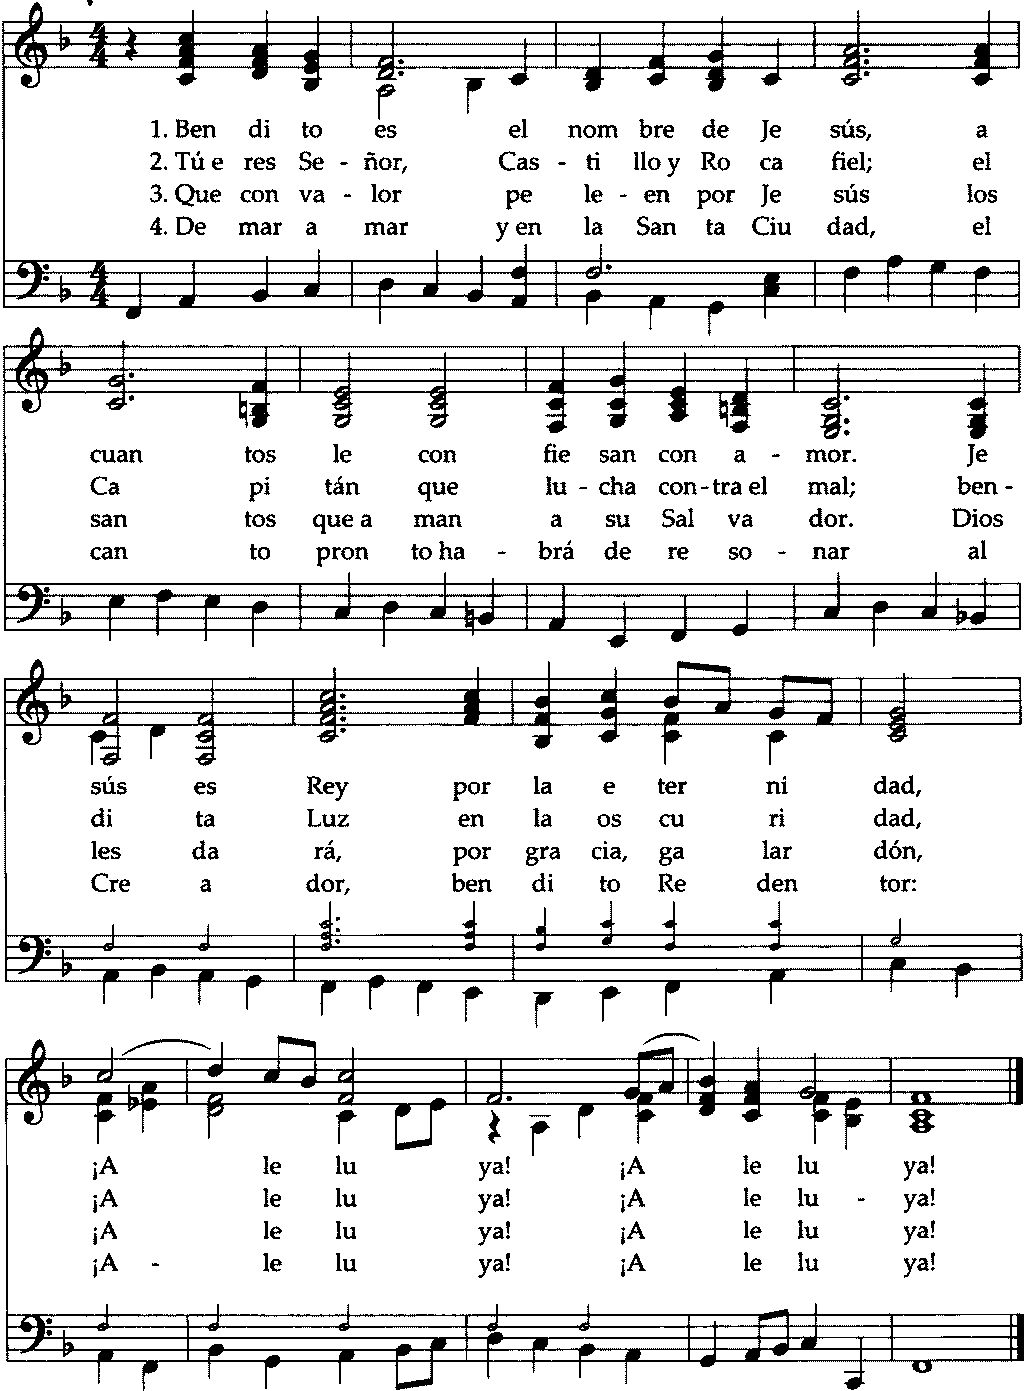 1. Ben di to es el nom bre de Je sús, a
2. Tú e res Se - ñor, Cas - ti llo y Ro ca fiel; el
3. Que con va - lor pe le - en por Je sús los
4. De mar a mar y en la San ta Ciu dad, el
cuan tos le con fie san con a - mor. Je
Ca pi tán que lu - cha con - tra el mal; ben -
san tos que a man a su Sal va dor. Dios
can to pron to ha - brá de re so - nar al
sús es Rey por la e ter ni dad,
di ta Luz en la os cu ri dad,
les da rá, por gra cia, ga lar dón,
Cre a dor, ben di to Re den tor:
¡A le lu ya! ¡A le lu ya!
¡A le lu ya! ¡A le lu - ya!
¡A le lu ya! ¡A le lu ya!
¡A - le lu ya! ¡A le lu ya!